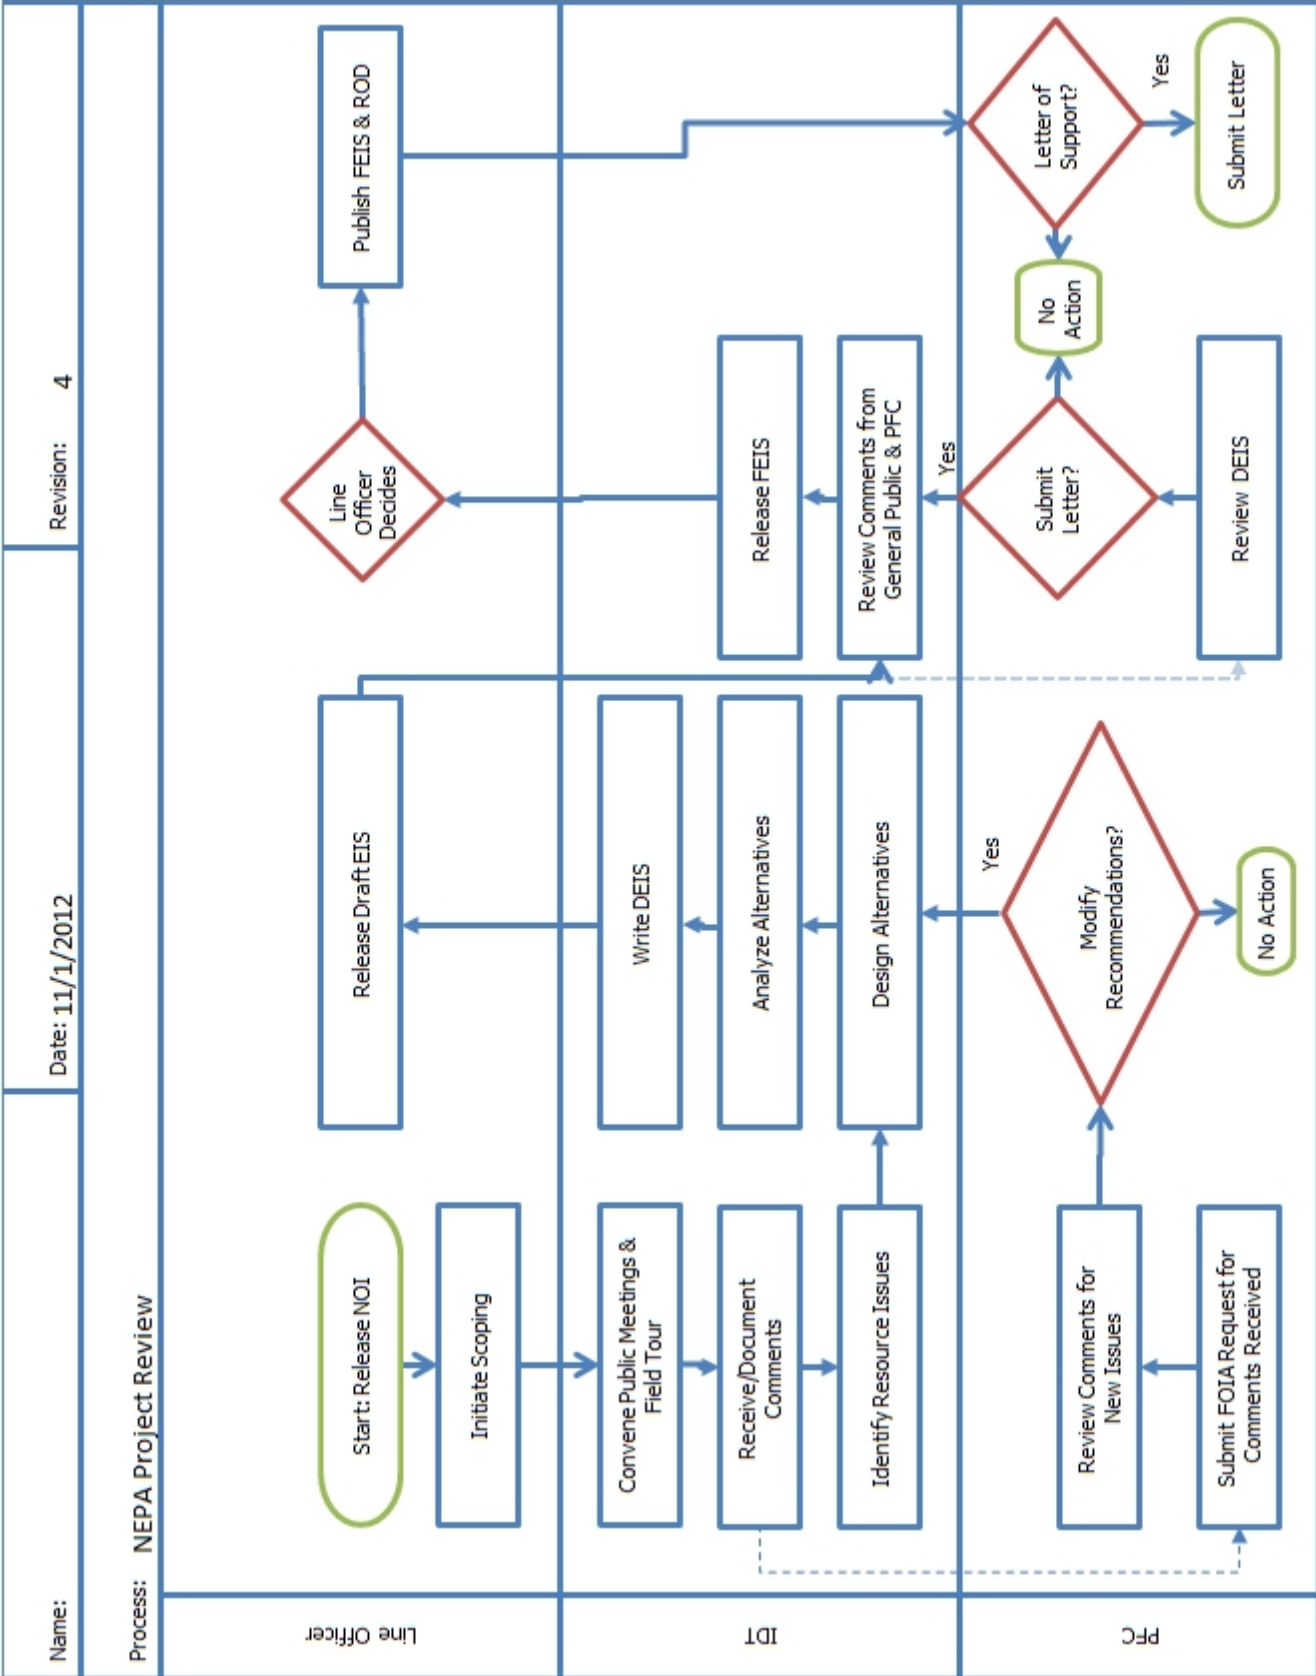 Name:
Date: 11/1/2012
Revision: 4
Process: NEPA Project Review
Line Officer
Start: Release NOI
Initiate Scoping
Release Draft EIS
Line
Officer
Decides
Publish FEIS & ROD
IDT
Convene Public Meetings &
Field Tour
Receive/Document
Comments
Identify Resource Issues
Write DEIS
Analyze Alternatives
Design Alternatives
Release FEIS
Review Comments from
General Public & PFC
PFC
Review Comments for
New Issues
Submit FOIA Request for
Comments Received
Yes
Modify
Recommendations?
No Action
Yes
Submit
Letter?
Review DEIS
No
Action
Letter of
Support?
Yes
Submit Letter